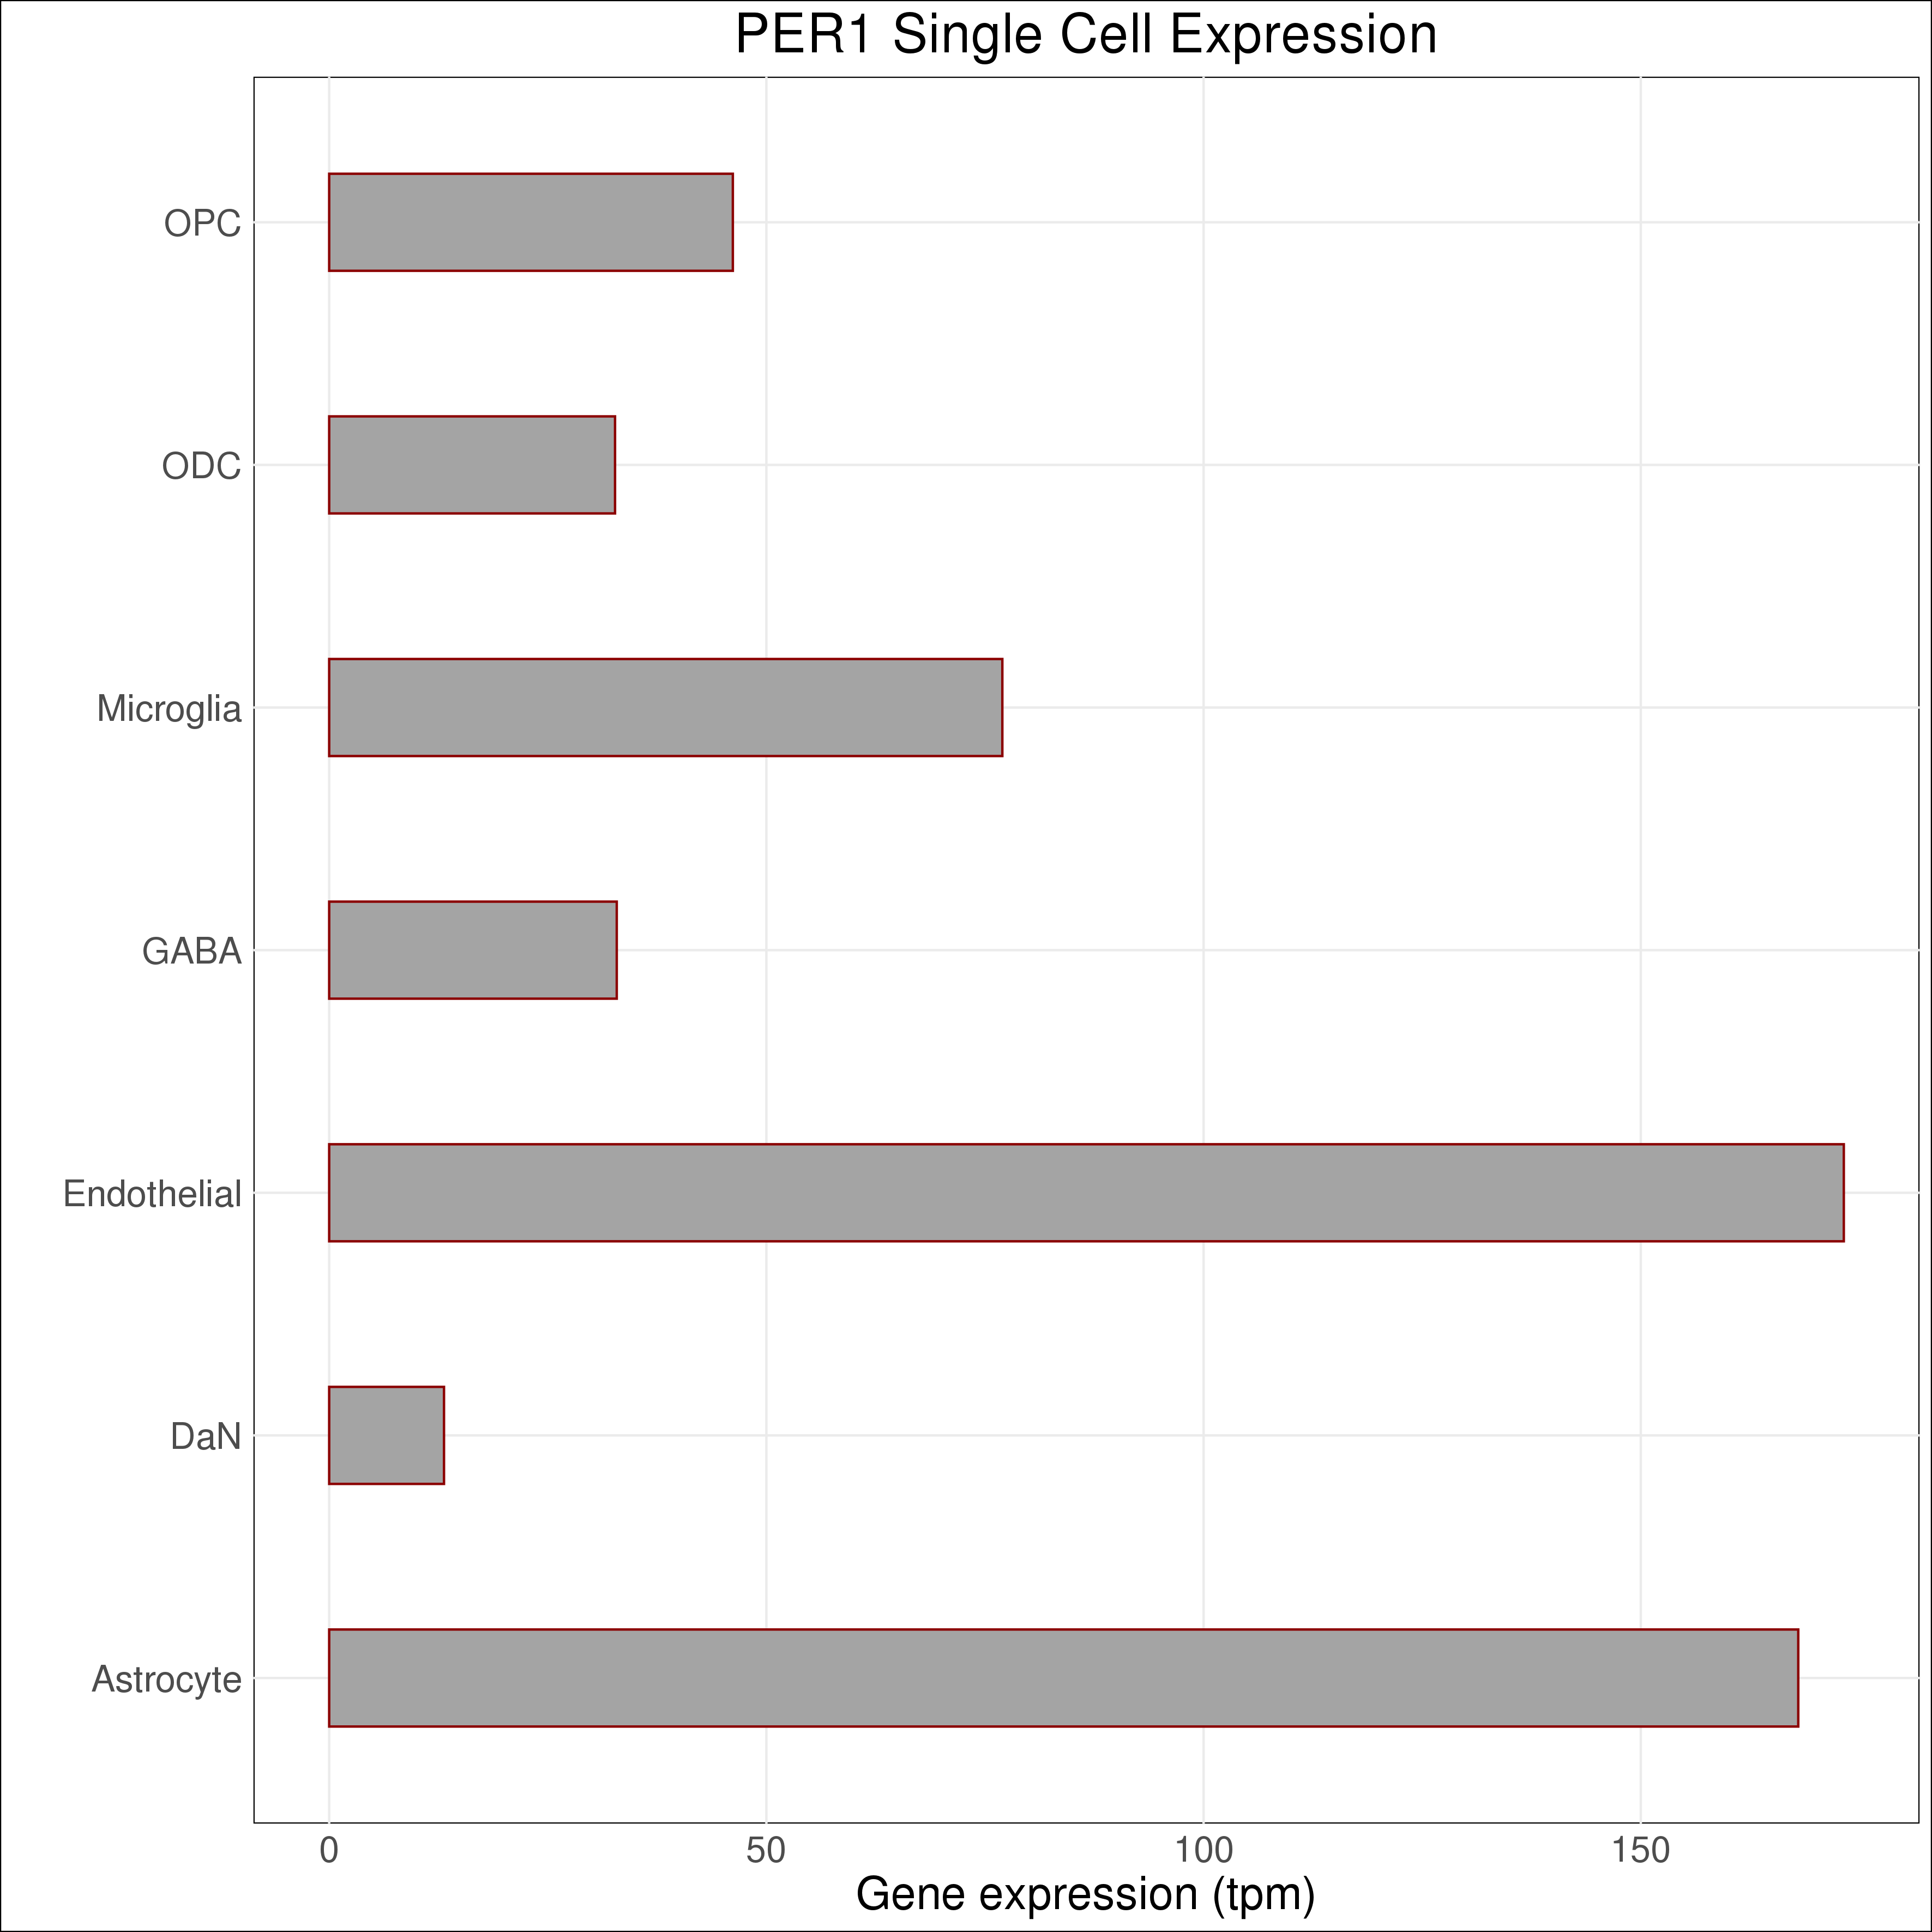 PER1 Single Cell Expression
OPC
ODC
Microglia
GABA
Endothelial
DaN
Astrocyte
0 50 100 150
Gene expression (tpm)